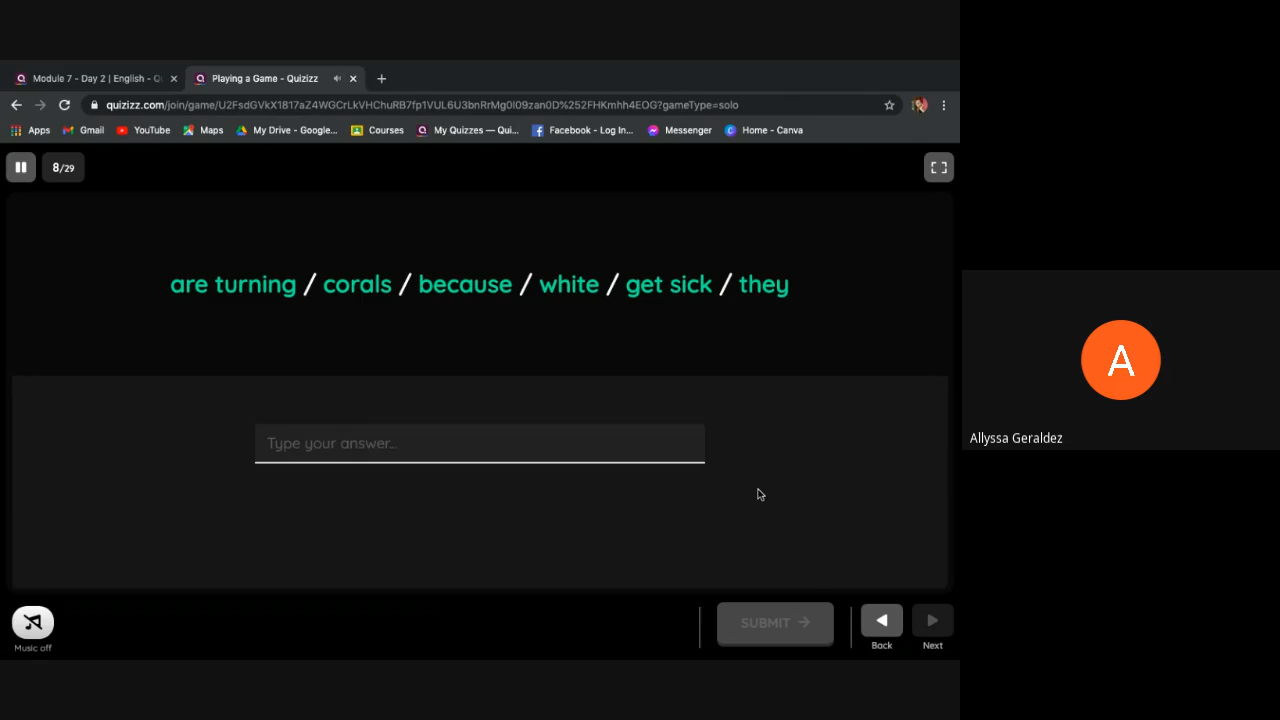 Module 7 - Day 2 | English - Q
Playing a Game - Quizizz
quizizz.com/join/game/U2FsdGVkX1817aZ4WGCrLkVHChuRB7fp1VUL6U3bnRrMg0l09zan0D%252FHKmhh4EOG?gameType=solo
Apps Gmail YouTube Maps My Drive - Google... Courses My Quizzes — Qui... Facebook - Log In... Messenger Home - Canva
8/29
are turning / corals / because / white / get sick / they
Type your answer...
A
Allyssa Geraldez
SUBMIT
Music off
Back
Next